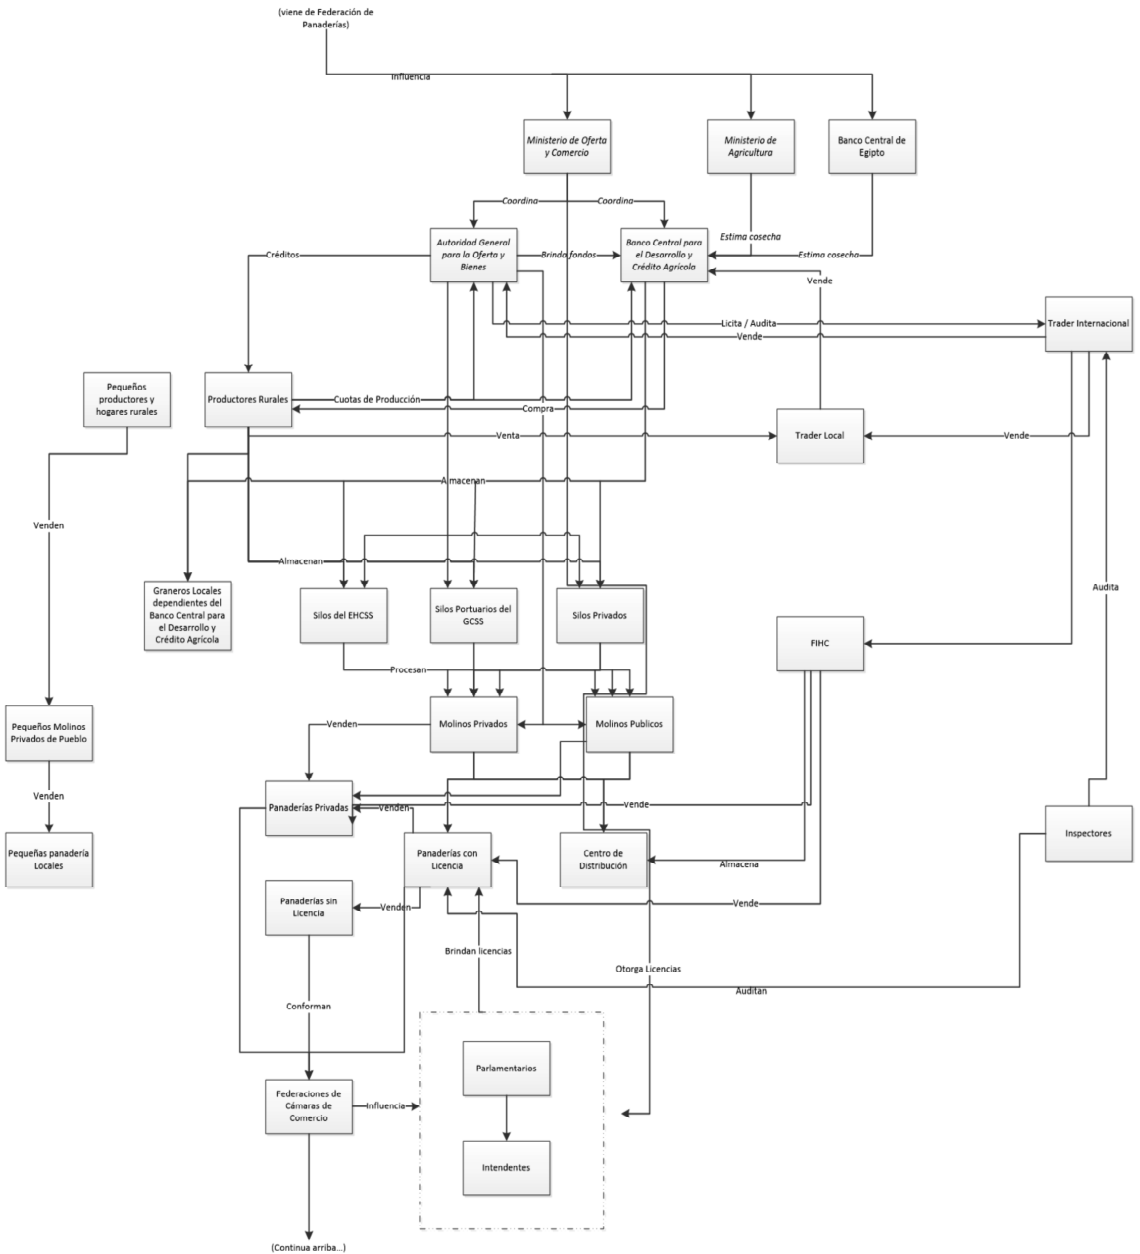 (viene de Federación de
Panaderías)
Influencia
Ministerio de Oferta
y Comercio
Ministerio de
Agricultura
Banco Central de
Egipto
Coordina
Coordina
Estima cosecha
Autoridad General
para la Oferta y
Bienes
Banco Central para
el Desarrollo y
Crédito Agrícola
Créditos
Brinda fondos
Estima cosecha
Vende
Trader Internacional
Licita / Audita
Vende
Pequeños
productores y
hogares rurales
Productores Rurales
Cuotas de Producción
Compra
Venta
Trader Local
Vende
Almacenan
Venden
Almacenan
Audita
Graneros Locales
dependientes del
Banco Central para
el Desarrollo y
Crédito Agrícola
Silos del EHCSS
Silos Portuarios del
GCSS
Silos Privados
FIHC
Procesan
Pequeños Molinos
Privados de Pueblo
Venden
Molinos Privados
Molinos Publicos
Venden
Panaderías Privadas
Venden
Vende
Inspectores
Pequeñas panadería
Locales
Panaderías con
Licencia
Centro de
Distribución
Almacena
Panaderías sin
Licencia
Venden
Vende
Brindan licencias
Otorga Licencias
Auditan
Conforman
Parlamentarios
Federaciones de
Cámaras de
Comercio
Influencia
Intendentes
(Continua arriba...)